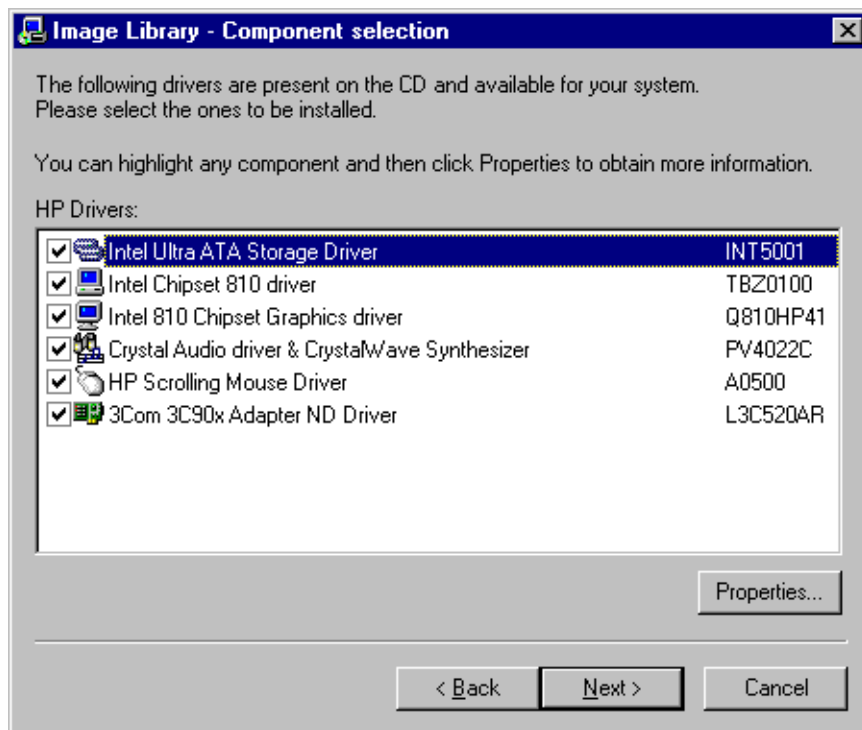 Image Library - Component selection
The following drivers are present on the CD and available for your system.
Please select the ones to be installed.
You can highlight any component and then click Properties to obtain more information.
HP Drivers:
Intel Ultra ATA Storage Driver INT5001
Intel Chipset 810 driver TBZ0100
Intel 810 Chipset Graphics driver Q810HP41
Crystal Audio driver & CrystalWave Synthesizer PV4022C
HP Scrolling Mouse Driver A0500
3Com 3C90x Adapter ND Driver L3C520AR
Properties...
< Back Next > Cancel